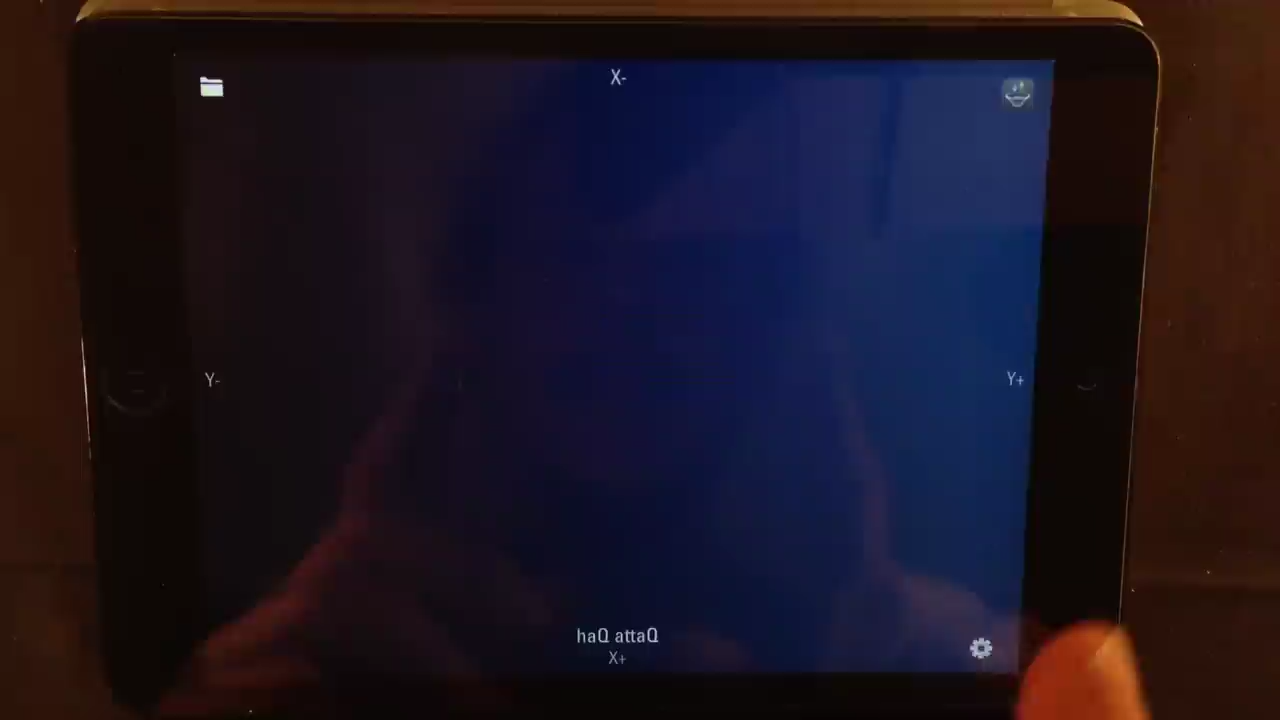 X-
Y-
Y+
haQ attaQ
X+